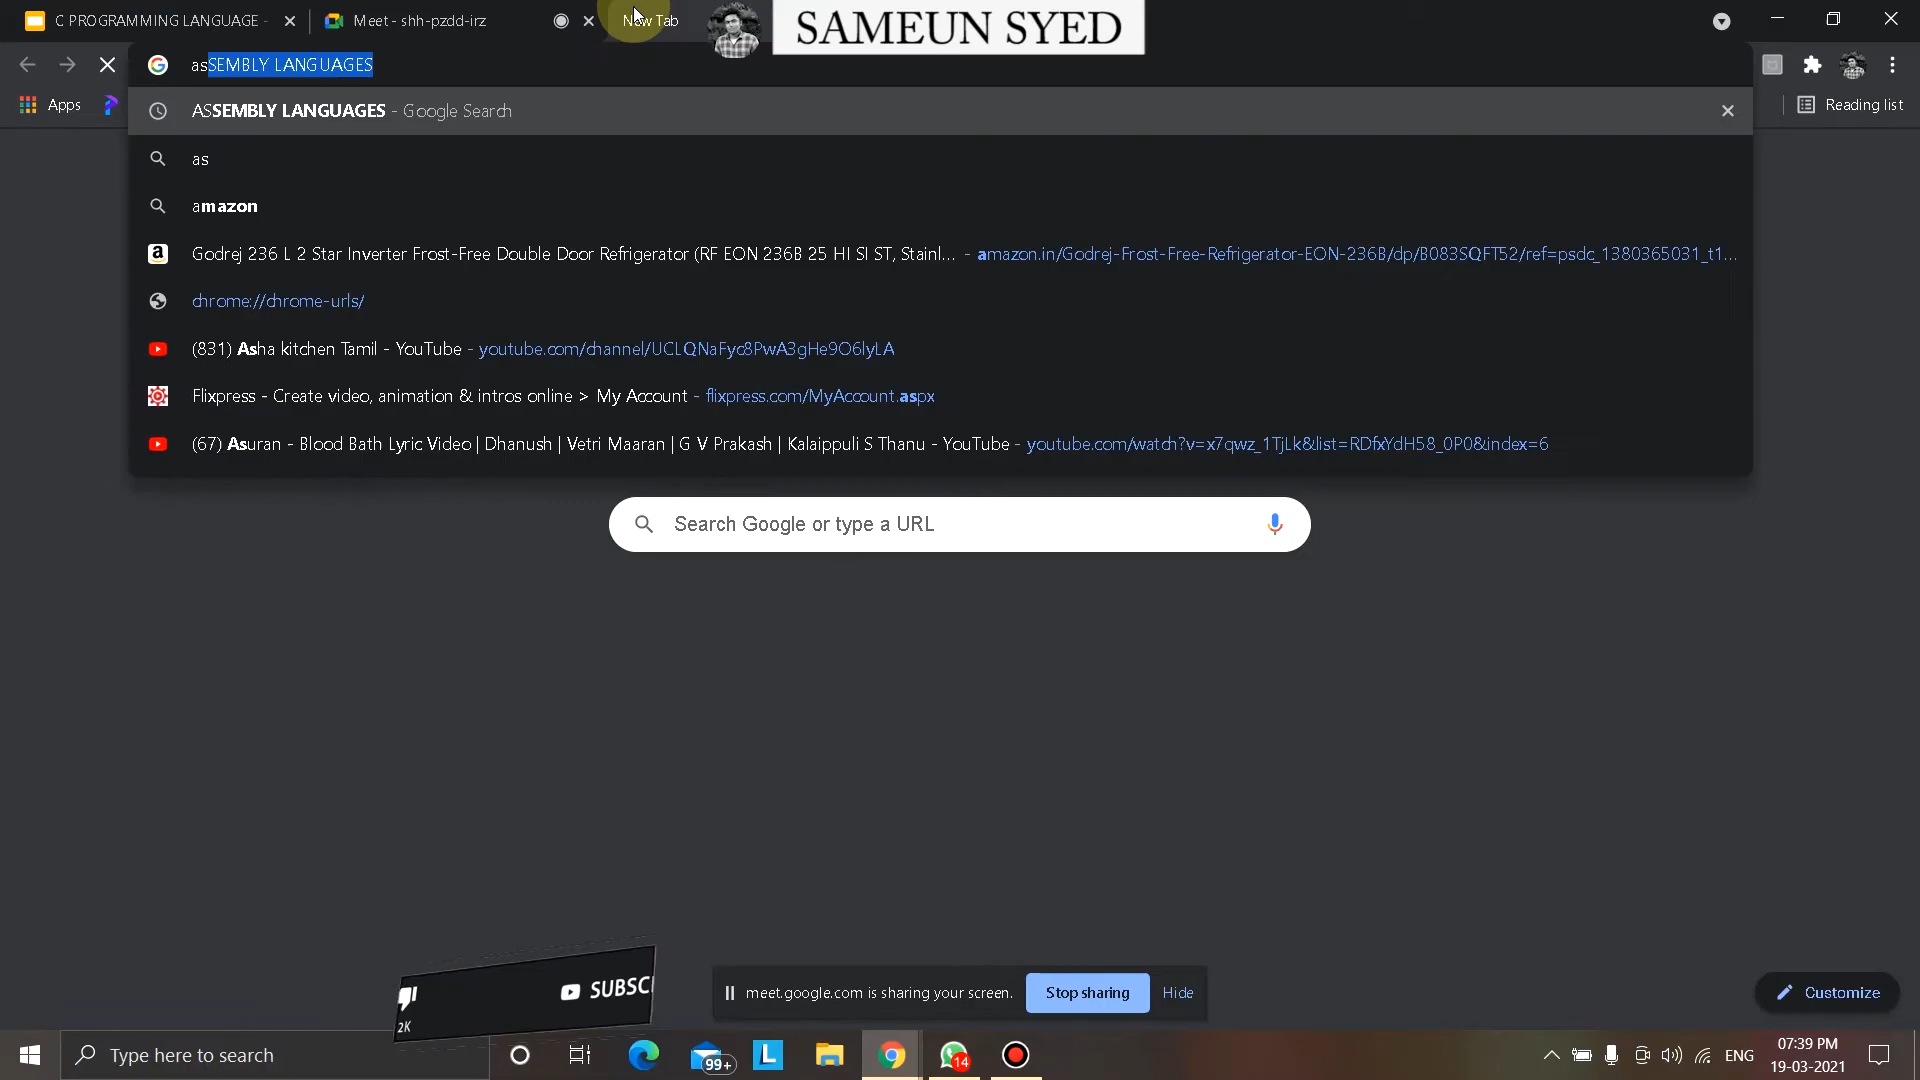 C PROGRAMMING LANGUAGE -
Meet - shh-pzdd-irz
New Tab
SAMEUN SYED
asSEMBLY LANGUAGES
Apps
Reading list
ASSEMBLY LANGUAGES - Google Search
as
amazon
Godrej 236 L 2 Star Inverter Frost-Free Double Door Refrigerator (RF EON 236B 25 HI SI ST, Stainl... - amazon.in/Godrej-Frost-Free-Refrigerator-EON-236B/dp/B083SQFT52/ref=psdc_1380365031_t1...
chrome://chrome-urls/
(831) Asha kitchen Tamil - YouTube - youtube.com/channel/UCLQNaFyc8PwA3gHe9O6lyLA
Flixpress - Create video, animation & intros online > My Account - flixpress.com/MyAccount.aspx
(67) Asuran - Blood Bath Lyric Video | Dhanush | Vetri Maaran | G V Prakash | Kalaippuli S Thanu - YouTube - youtube.com/watch?v=x7qwz_1TjLk&list=RDfxYdH58_0P0&index=6
Search Google or type a URL
2K
SUBSC
meet.google.com is sharing your screen.
Stop sharing
Hide
Customize
Type here to search
99+
L
14
ENG
07:39 PM
19-03-2021